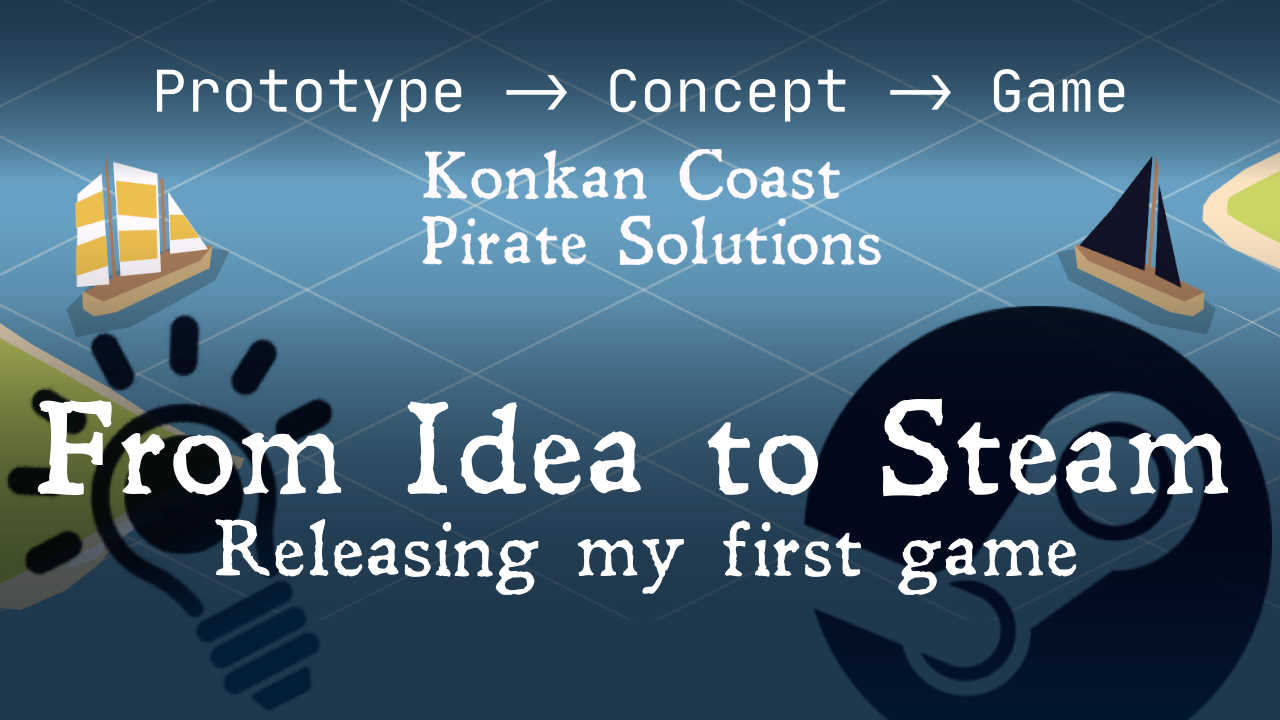 Prototype → Concept → Game
Konkan Coast
Pirate Solutions
From Idea to Steam
Releasing my first game